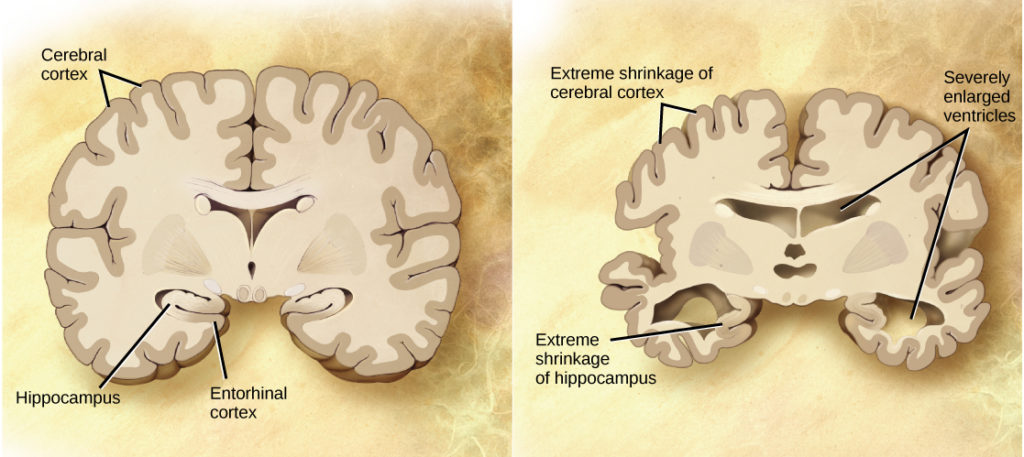 Cerebral
cortex
Hippocampus
Entorhinal
cortex
Extreme shrinkage of
cerebral cortex
Severely
enlarged
ventricles
Extreme
shrinkage
of hippocampus